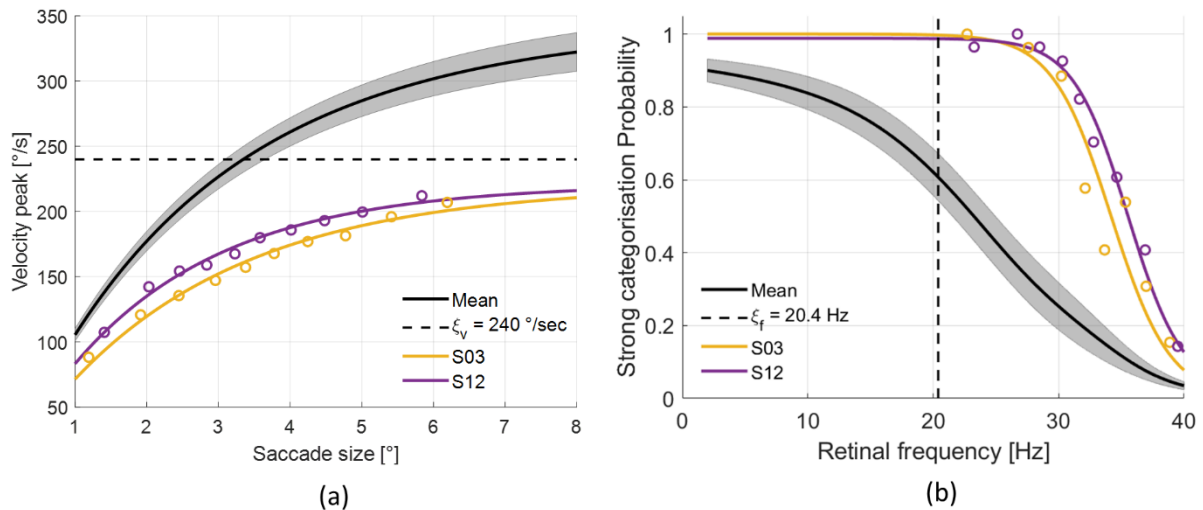 350
300
250
200
150
100
50
Velocity peak [°/s]
Mean
ξv = 240 °/sec
S03
S12
1 2 3 4 5 6 7 8
Saccade size [°]
(a)
1
0.8
0.6
0.4
0.2
0
Strong categorisation Probability
Mean
ξf = 20.4 Hz
S03
S12
0 10 20 30 40
Retinal frequency [Hz]
(b)